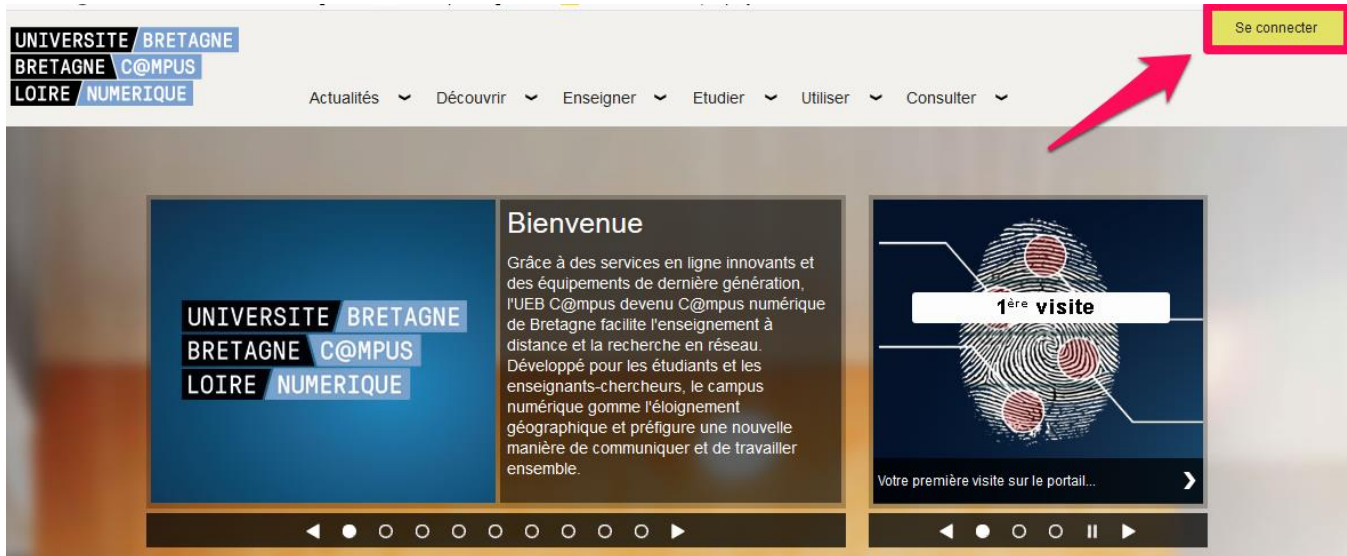 Se connecter
UNIVERSITE BRETAGNE
BRETAGNE C@MPUS
LOIRE NUMERIQUE
Actualités Découvrir Enseigner Etudier Utiliser Consulter
UNIVERSITE BRETAGNE
BRETAGNE C@MPUS
LOIRE NUMERIQUE
Bienvenue
Grâce à des services en ligne innovants et
des équipements de dernière génération,
l'UEB C@mpus devenu C@mpus numérique
de Bretagne facilite l'enseignement à
distance et la recherche en réseau.
Développé pour les étudiants et les
enseignants-chercheurs, le campus
numérique gomme l'éloignement
géographique et préfigure une nouvelle
manière de communiquer et de travailler
ensemble.
1ère visite
Votre première visite sur le portail...